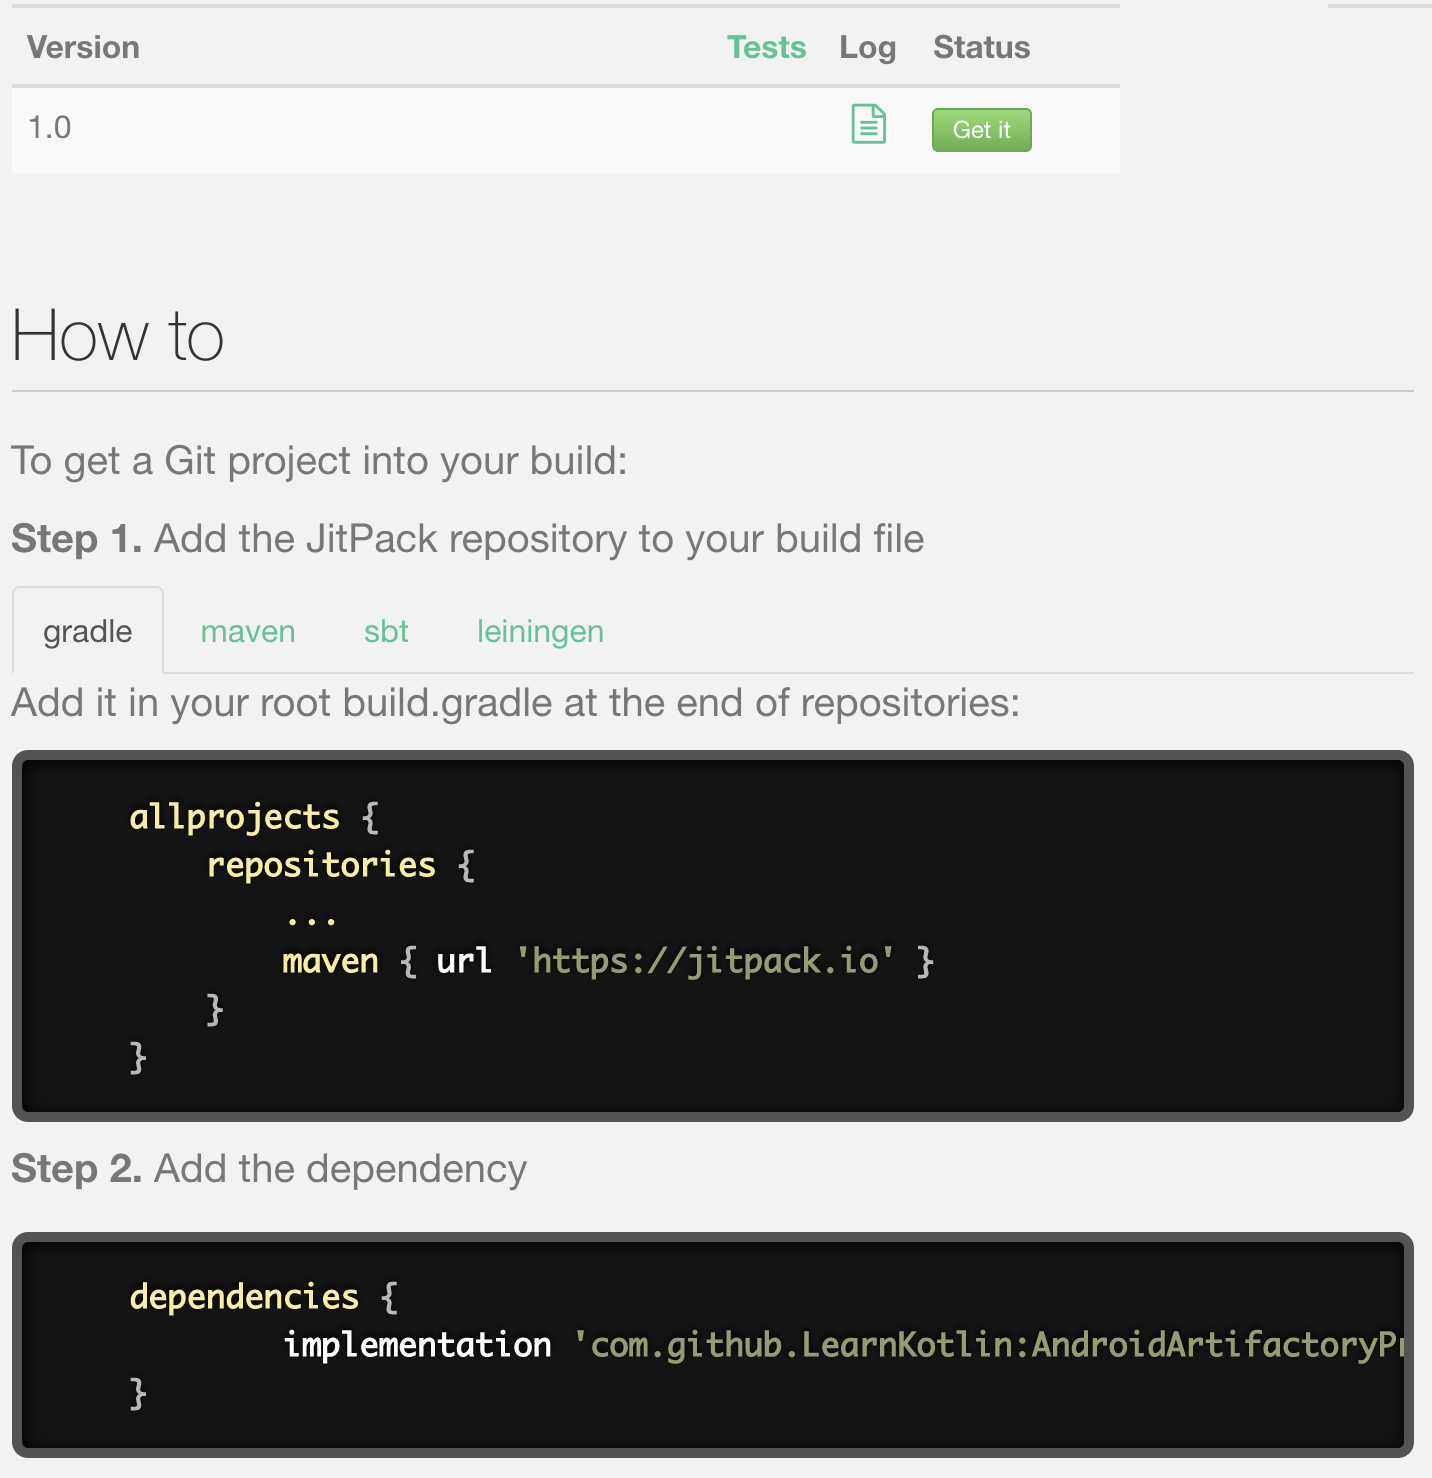 Version Tests Log Status
1.0 Get it
How to
To get a Git project into your build:
Step 1. Add the JitPack repository to your build file
gradle maven sbt leiningen
Add it in your root build.gradle at the end of repositories:
allprojects {
repositories {
...
maven { url 'https://jitpack.io' }
}
}
Step 2. Add the dependency
dependencies {
implementation 'com.github.LearnKotlin:AndroidArtifactoryPr
}